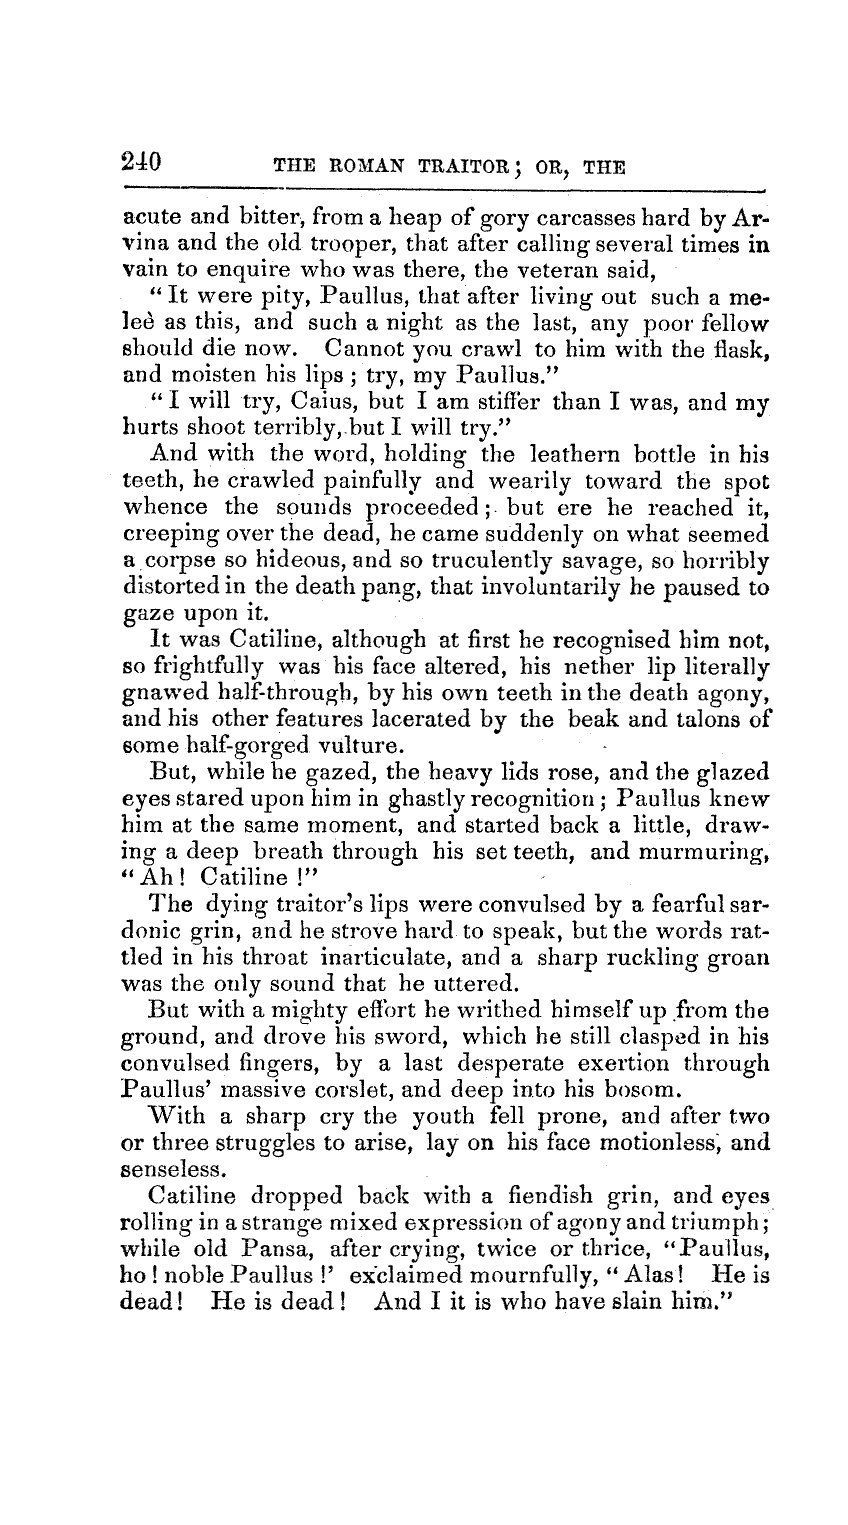 240 THE ROMAN TRAITOR; OR, THE
acute and bitter, from a heap of gory carcasses hard by Ar-
vina and the old trooper, that after calling several times in
vain to enquire who was there, the veteran said,
"It were pity, Paullus, that after living out such a me-
leè as this, and such a night as the last, any poor fellow
should die now. Cannot you crawl to him with the flask,
and moisten his lips; try, my Paullus."
"I will try, Caius, but I am stiffer than I was, and my
hurts shoot terribly, but I will try."
And with the word, holding the leathern bottle in his
teeth, he crawled painfully and wearily toward the spot
whence the sounds proceeded; but ere he reached it,
creeping over the dead, he came suddenly on what seemed
a corpse so hideous, and so truculently savage, so horribly
distorted in the death pang, that involuntarily he paused to
gaze upon it.
It was Catiline, although at first he recognised him not,
so frightfully was his face altered, his nether lip literally
gnawed half-through, by his own teeth in the death agony,
and his other features lacerated by the beak and talons of
some half-gorged vulture.
But, while he gazed, the heavy lids rose, and the glazed
eyes stared upon him in ghastly recognition; Paullus knew
him at the same moment, and started back a little, draw-
ing a deep breath through his set teeth, and murmuring,
"Ah! Catiline!"
The dying traitor's lips were convulsed by a fearful sar-
donic grin, and he strove hard to speak, but the words rat-
tled in his throat inarticulate, and a sharp ruckling groan
was the only sound that he uttered.
But with a mighty effort he writhed himself up from the
ground, and drove his sword, which he still clasped in his
convulsed fingers, by a last desperate exertion through
Paullus' massive corslet, and deep into his bosom.
With a sharp cry the youth fell prone, and after two
or three struggles to arise, lay on his face motionless, and
senseless.
Catiline dropped back with a fiendish grin, and eyes
rolling in a strange mixed expression of agony and triumph;
while old Pansa, after crying, twice or thrice, "Paullus,
ho! noble Paullus!' exclaimed mournfully, "Alas! He is
dead! He is dead! And I it is who have slain him."